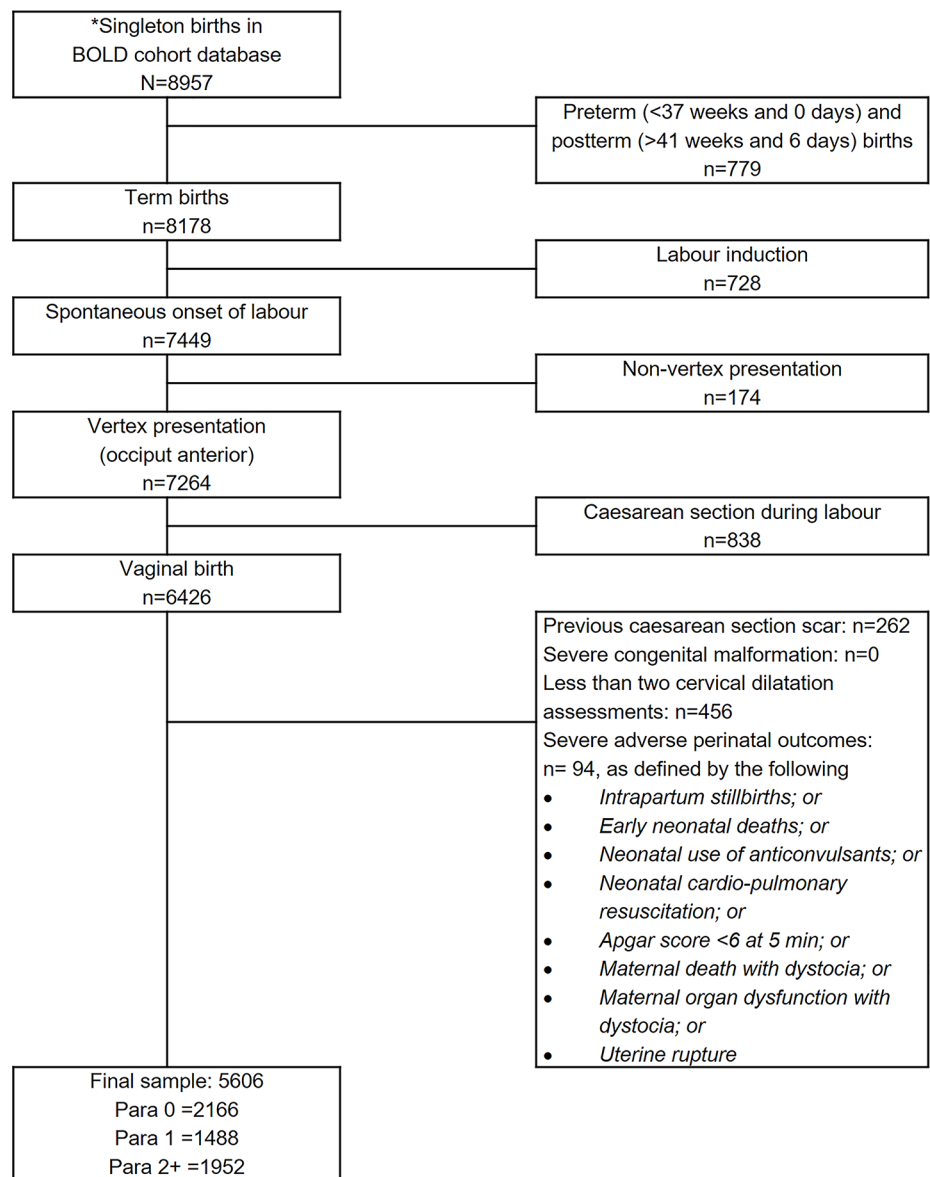 *Singleton births in
BOLD cohort database
N=8957
Preterm (<37 weeks and 0 days) and
postterm (>41 weeks and 6 days) births
n=779
Term births
n=8178
Labour induction
n=728
Spontaneous onset of labour
n=7449
Non-vertex presentation
n=174
Vertex presentation
(occiput anterior)
n=7264
Caesarean section during labour
n=838
Vaginal birth
n=6426
Previous caesarean section scar: n=262
Severe congenital malformation: n=0
Less than two cervical dilatation
assessments: n=456
Severe adverse perinatal outcomes:
n= 94, as defined by the following
• Intrapartum stillbirths; or
• Early neonatal deaths; or
• Neonatal use of anticonvulsants; or
• Neonatal cardio-pulmonary
resuscitation; or
• Apgar score <6 at 5 min; or
• Maternal death with dystocia; or
• Maternal organ dysfunction with
dystocia; or
• Uterine rupture
Final sample: 5606
Para 0 =2166
Para 1 =1488
Para 2+ =1952